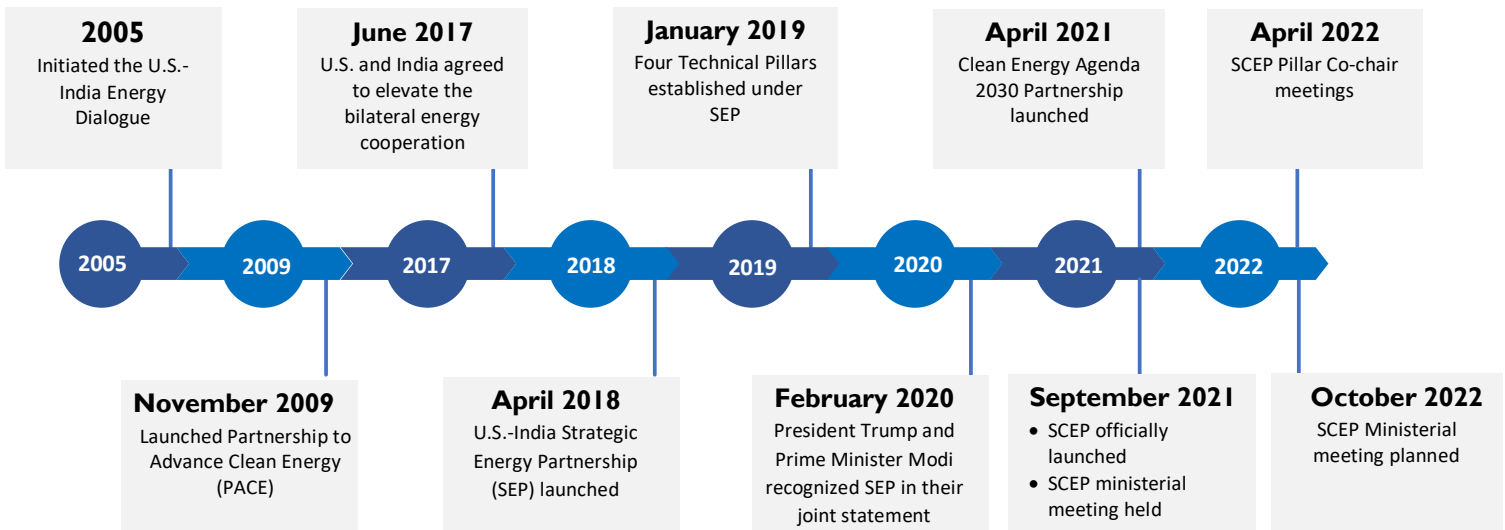 2005
Initiated the U.S.-
India Energy
Dialogue
June 2017
U.S. and India agreed
to elevate the
bilateral energy
cooperation
January 2019
Four Technical Pillars
established under
SEP
April 2021
Clean Energy Agenda
2030 Partnership
launched
April 2022
SCEP Pillar Co-chair
meetings
2005
2009
2017
2018
2019
2020
2021
2022
November 2009
Launched Partnership to
Advance Clean Energy
(PACE)
April 2018
U.S.-India Strategic
Energy Partnership
(SEP) launched
February 2020
President Trump and
Prime Minister Modi
recognized SEP in their
joint statement
September 2021
• SCEP officially
launched
• SCEP ministerial
meeting held
October 2022
SCEP Ministerial
meeting planned